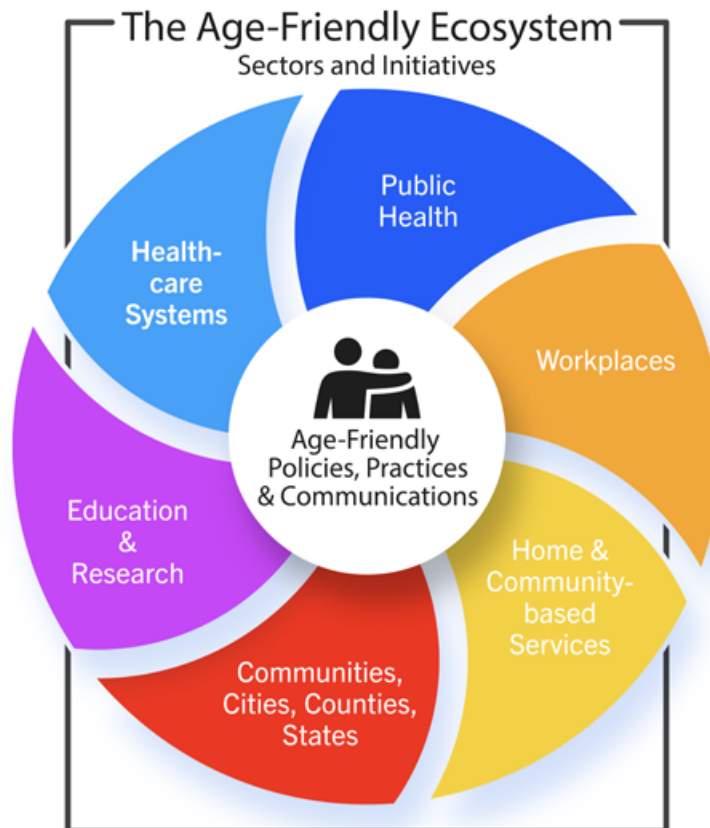 The Age-Friendly Ecosystem
Sectors and Initiatives
Public
Health
Health-
care
Systems
Workplaces
Age-Friendly
Policies, Practices
& Communications
Education
&
Research
Home &
Community-
based
Services
Communities,
Cities, Counties,
States